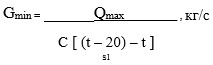 Gmin = Qmax , кг/с
C [ (t – 20) – t ]
s1